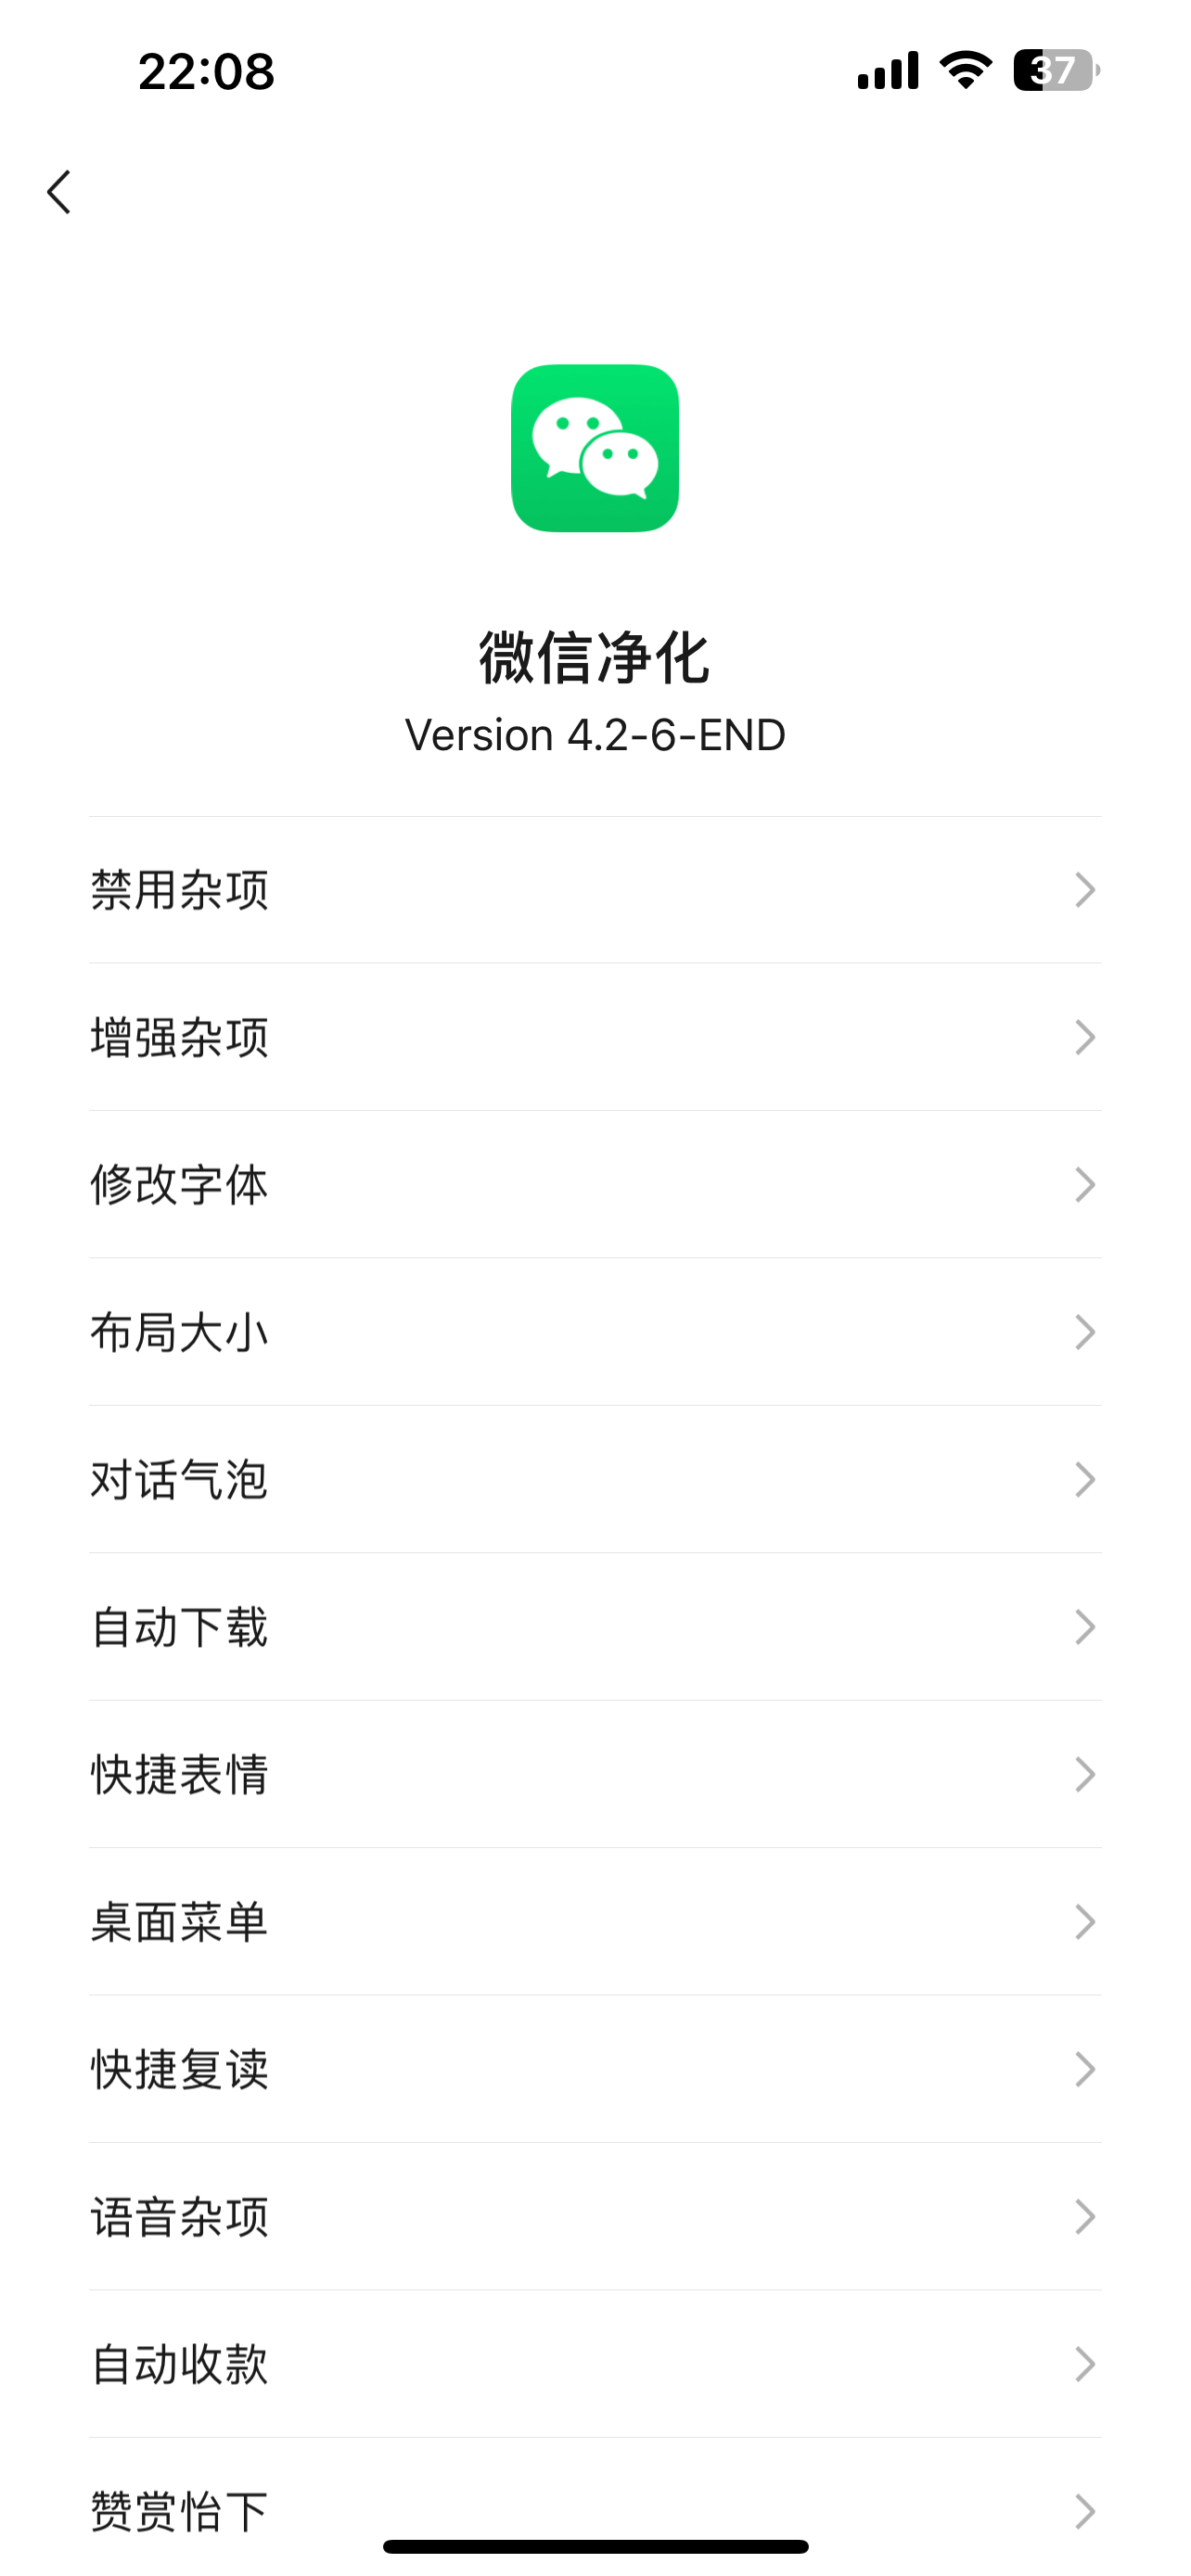 22:08
37
微信净化
Version 4.2-6-END
禁用杂项
增强杂项
修改字体
布局大小
对话气泡
自动下载
快捷表情
桌面菜单
快捷复读
语音杂项
自动收款
赞赏怡下